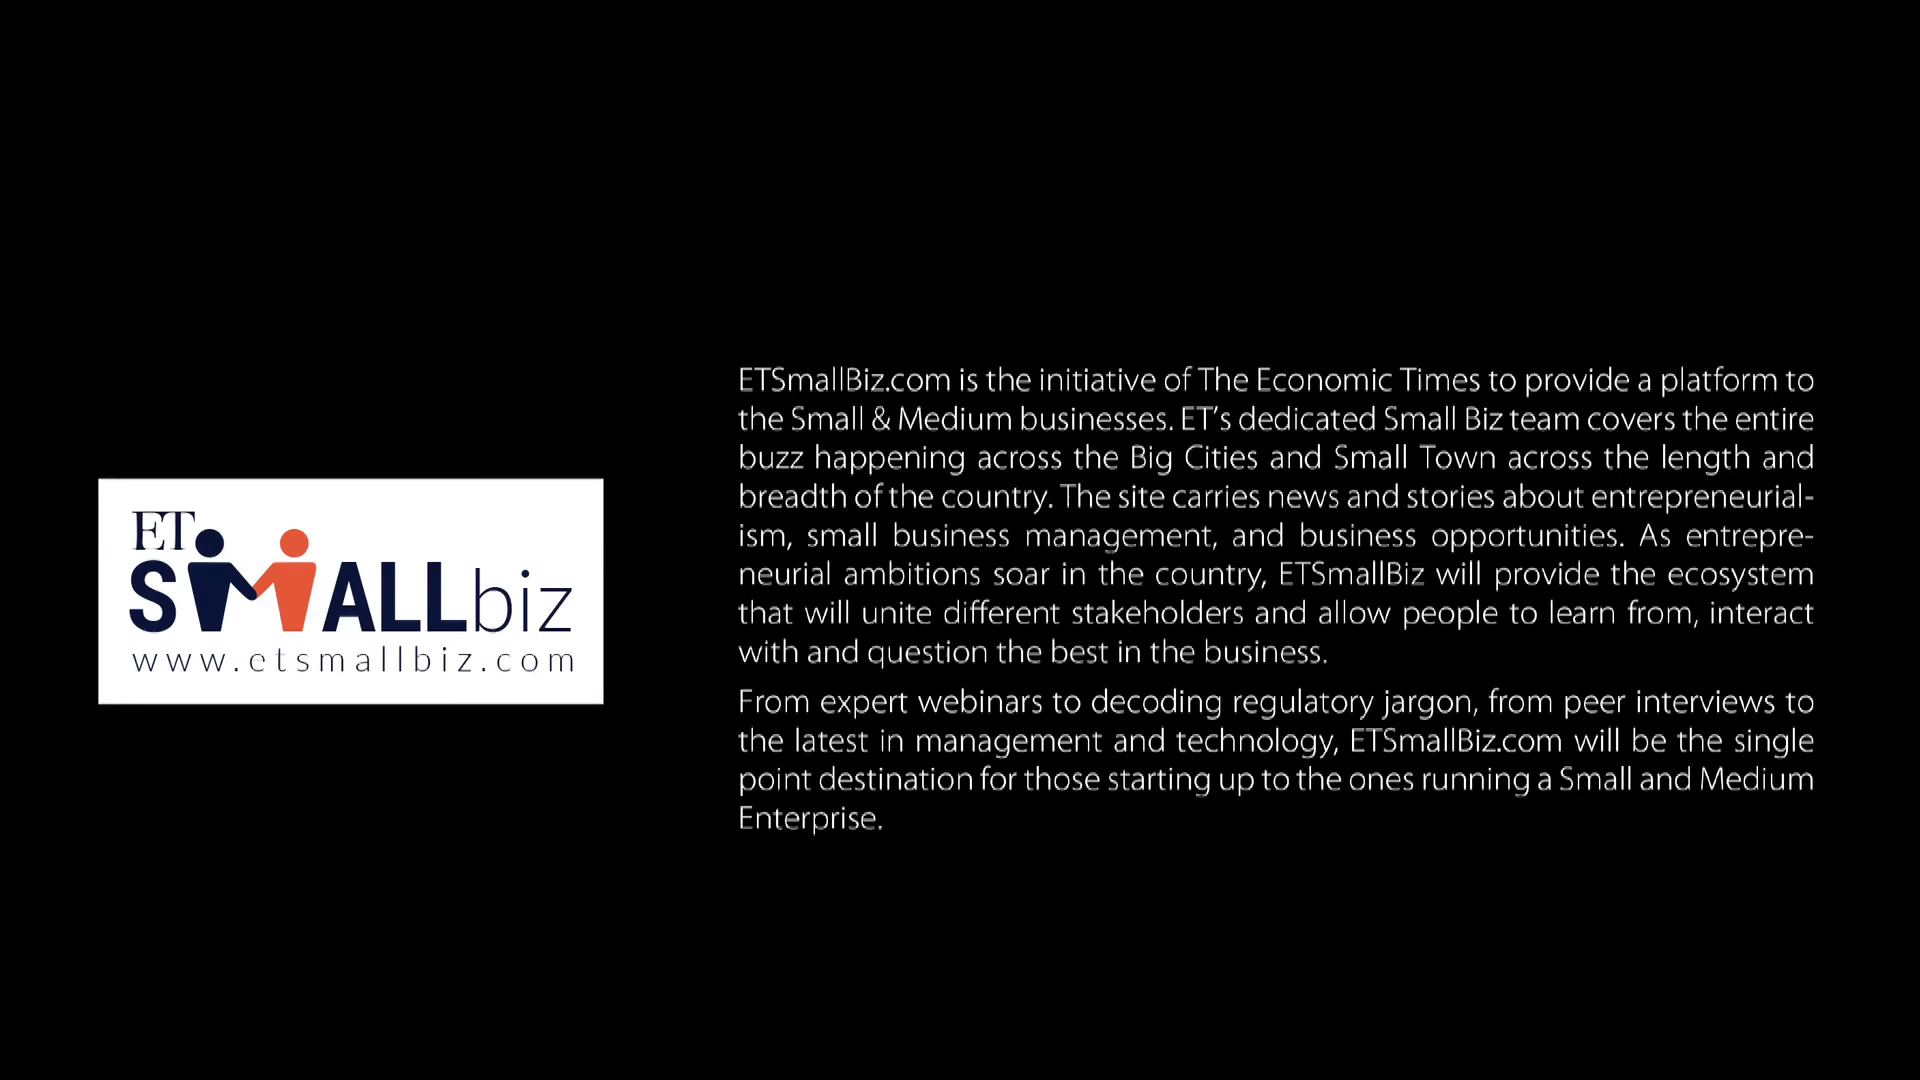 ET
SMALLbiz
www.etsmallbiz.com
ETSmallBiz.com is the initiative of The Economic Times to provide a platform to
the Small & Medium businesses. ET’s dedicated Small Biz team covers the entire
buzz happening across the Big Cities and Small Town across the length and
breadth of the country. The site carries news and stories about entrepreneurial-
ism, small business management, and business opportunities. As entrepre-
neurial ambitions soar in the country, ETSmallBiz will provide the ecosystem
that will unite different stakeholders and allow people to learn from, interact
with and question the best in the business.
From expert webinars to decoding regulatory jargon, from peer interviews to
the latest in management and technology, ETSmallBiz.com will be the single
point destination for those starting up to the ones running a Small and Medium
Enterprise.